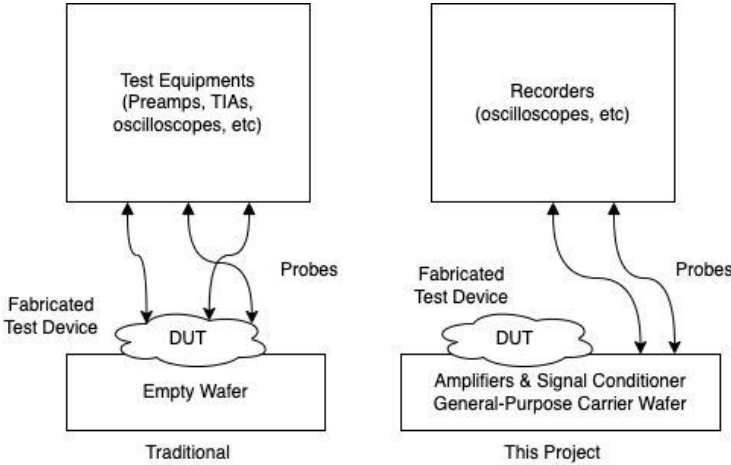 Test Equipments
(Preamps, TIAs,
oscilloscopes, etc)
Probes
Fabricated
Test Device
DUT
Empty Wafer
Traditional
Recorders
(oscilloscopes, etc)
Probes
Fabricated
Test Device
DUT
Amplifiers & Signal Conditioner
General-Purpose Carrier Wafer
This Project